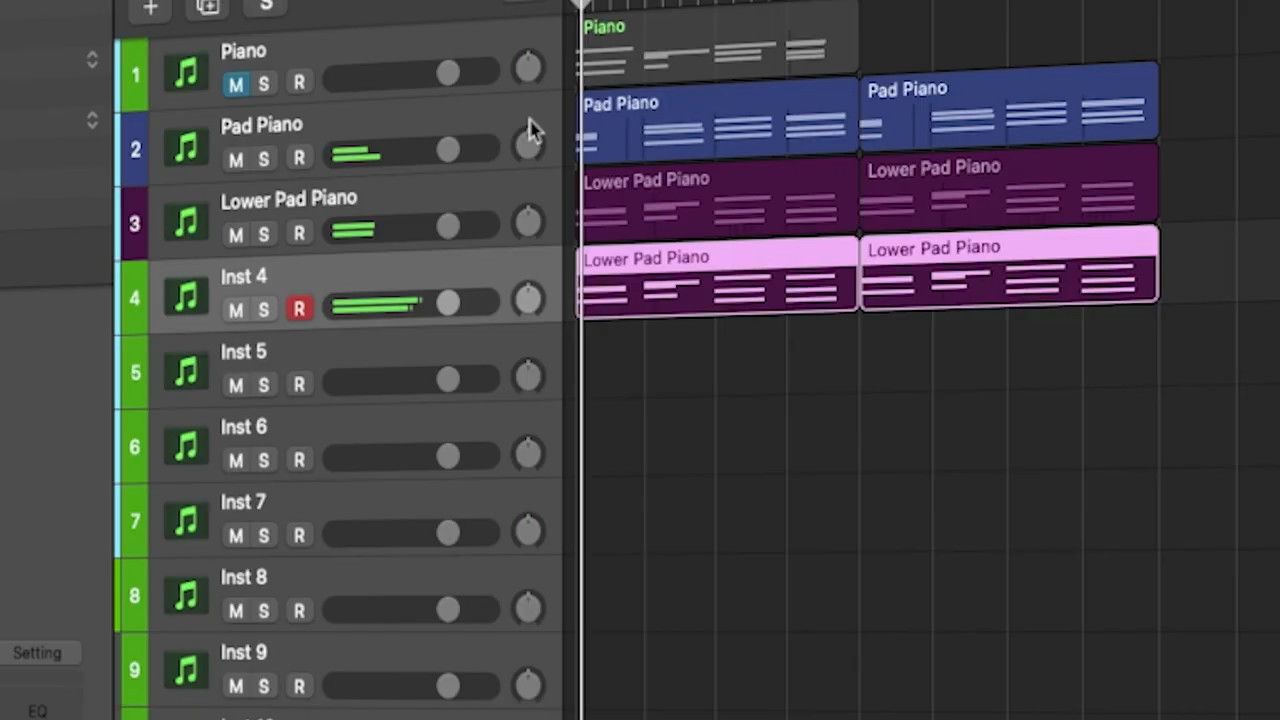 + S
1 Piano
M S R
2 Pad Piano
M S R
3 Lower Pad Piano
M S R
4 Inst 4
M S R
5 Inst 5
M S R
6 Inst 6
M S R
7 Inst 7
M S R
8 Inst 8
M S R
9 Inst 9
M S R
Piano
Pad Piano Pad Piano
Lower Pad Piano Lower Pad Piano
Lower Pad Piano Lower Pad Piano
Setting
EQ